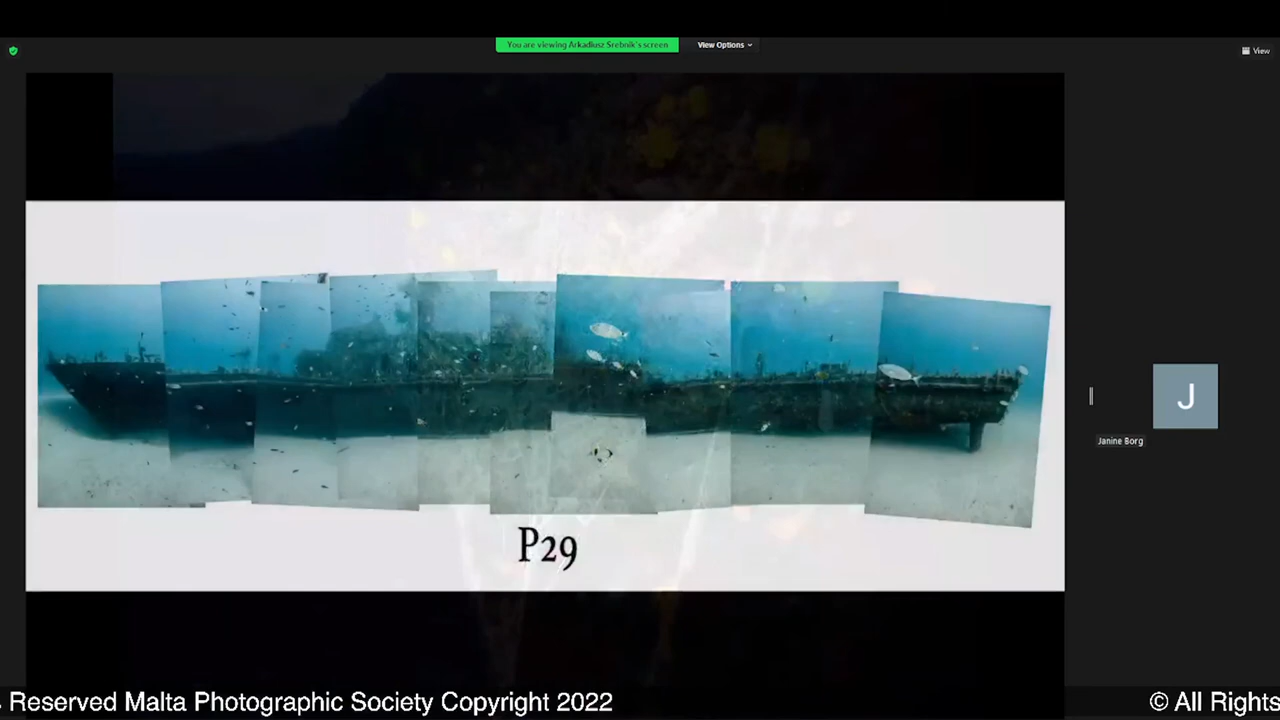 You are viewing Arkadiusz Srebnik's screen View Options
View
J
Janine Borg
P29
Reserved Malta Photographic Society Copyright 2022 © All Rights